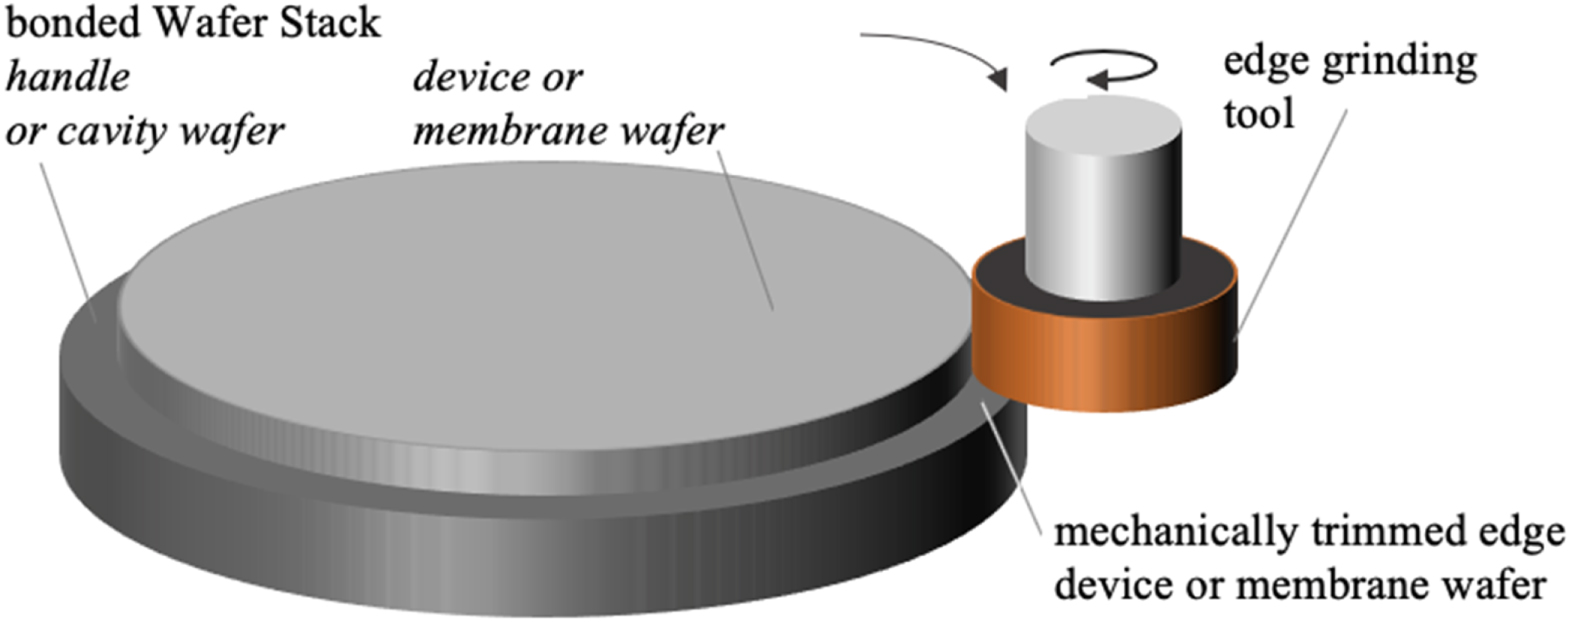 bonded Wafer Stack
handle
or cavity wafer
device or
membrane wafer
edge grinding
tool
mechanically trimmed edge
device or membrane wafer